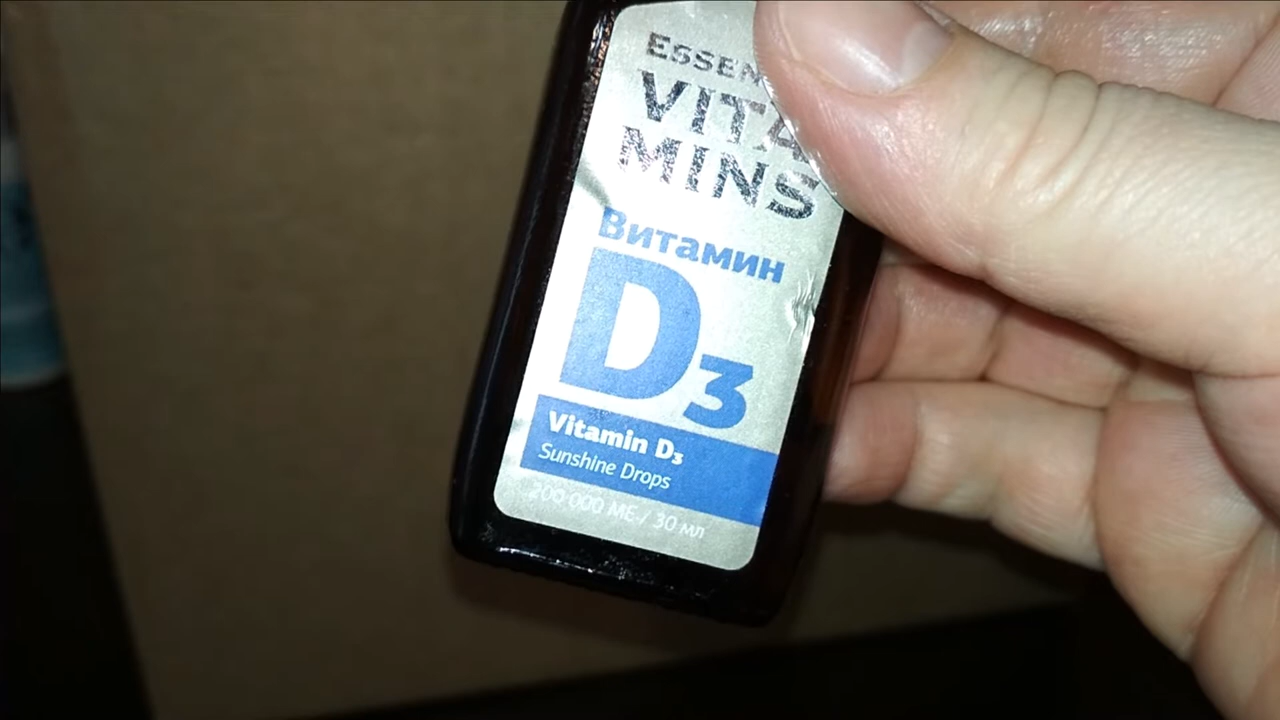 ESSEN
VITA
MINS
Витамин
D3
Vitamin D3
Sunshine Drops
200 000 МЕ / 30 мл